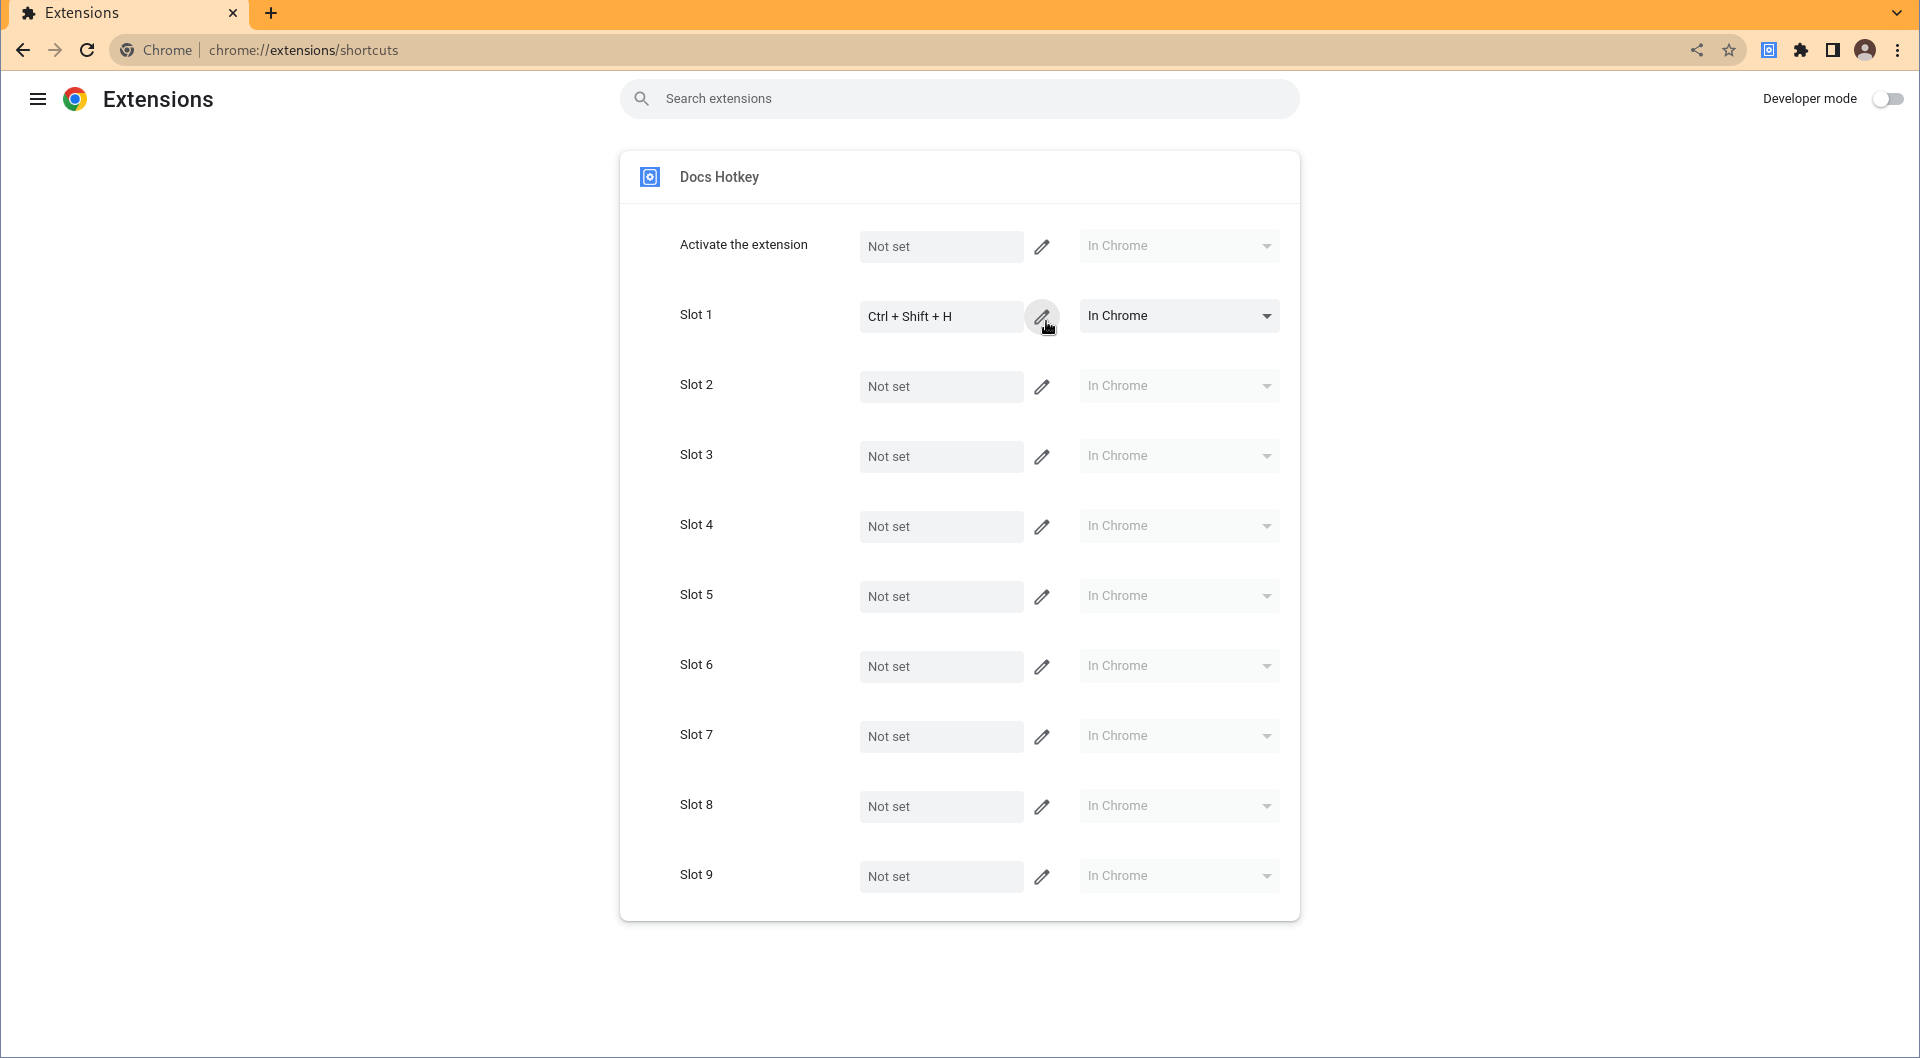 Extensions
Chrome chrome://extensions/shortcuts
Extensions
Search extensions
Developer mode
Docs Hotkey
Activate the extension Not set In Chrome
Slot 1 Ctrl + Shift + H In Chrome
Slot 2 Not set In Chrome
Slot 3 Not set In Chrome
Slot 4 Not set In Chrome
Slot 5 Not set In Chrome
Slot 6 Not set In Chrome
Slot 7 Not set In Chrome
Slot 8 Not set In Chrome
Slot 9 Not set In Chrome